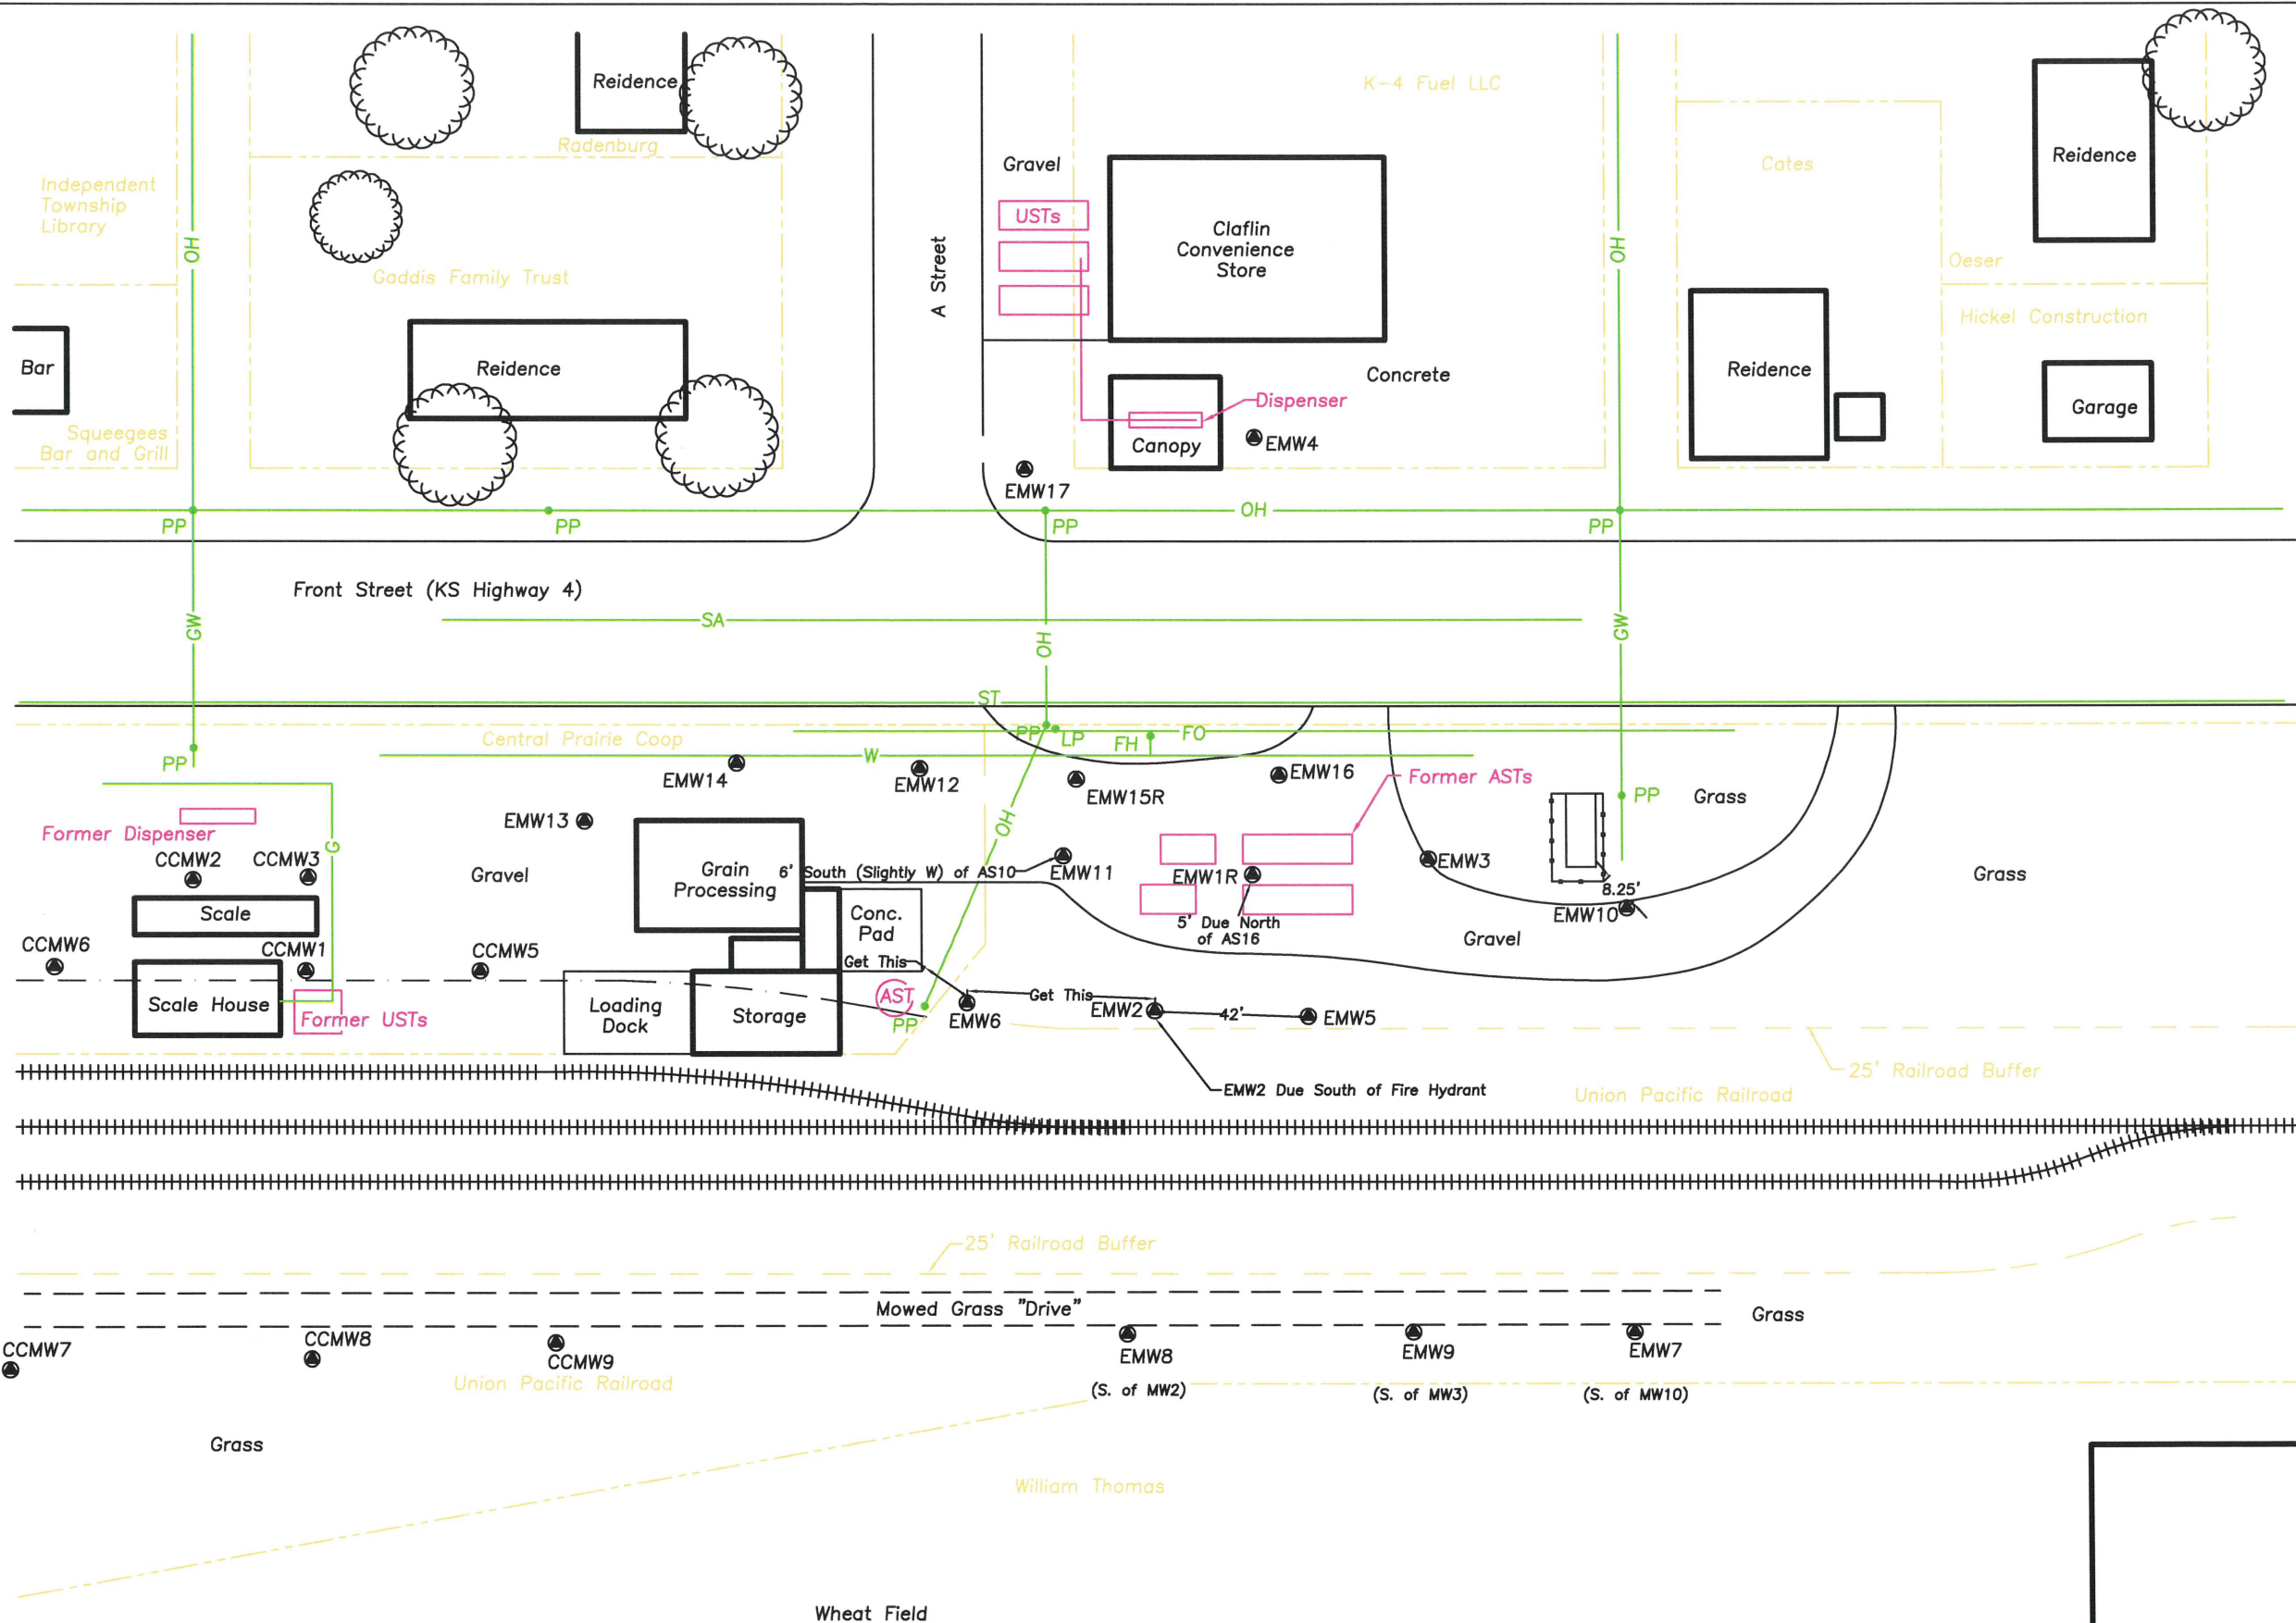 Reidence
K-4 Fuel LLC
Radenburg
Gravel
Cates
Reidence
Independent
Township
Library
USTs
Claflin
Convenience
Store
OH
OH
A Street
Gaddis Family Trust
Oeser
Hickel Construction
Bar
Reidence
Concrete
Reidence
Dispenser
Garage
Squeegees
Bar and Grill
Canopy
EMW4
EMW17
OH
PP
PP
PP
PP
Front Street (KS Highway 4)
SA
GW
OH
GW
ST
Central Prairie Coop
PP
LP
FH
FO
W
PP
EMW14
EMW12
EMW15R
EMW16
Former ASTs
PP
Grass
Former Dispenser
EMW13
OH
G
CCMW2
CCMW3
Gravel
Grain
Processing
6' South (Slightly W) of AS10
EMW11
EMW1R
EMW3
Grass
8.25'
Scale
Conc.
Pad
5' Due North
of AS16
EMW10
Gravel
CCMW6
CCMW1
CCMW5
Get This
Scale House
Former USTs
Loading
Dock
Storage
AST
PP
EMW6
Get This
EMW2
42'
EMW5
25' Railroad Buffer
EMW2 Due South of Fire Hydrant
Union Pacific Railroad
25' Railroad Buffer
Mowed Grass "Drive"
Grass
CCMW7
CCMW8
CCMW9
EMW8
EMW9
EMW7
Union Pacific Railroad
(S. of MW2)
(S. of MW3)
(S. of MW10)
Grass
William Thomas
Wheat Field